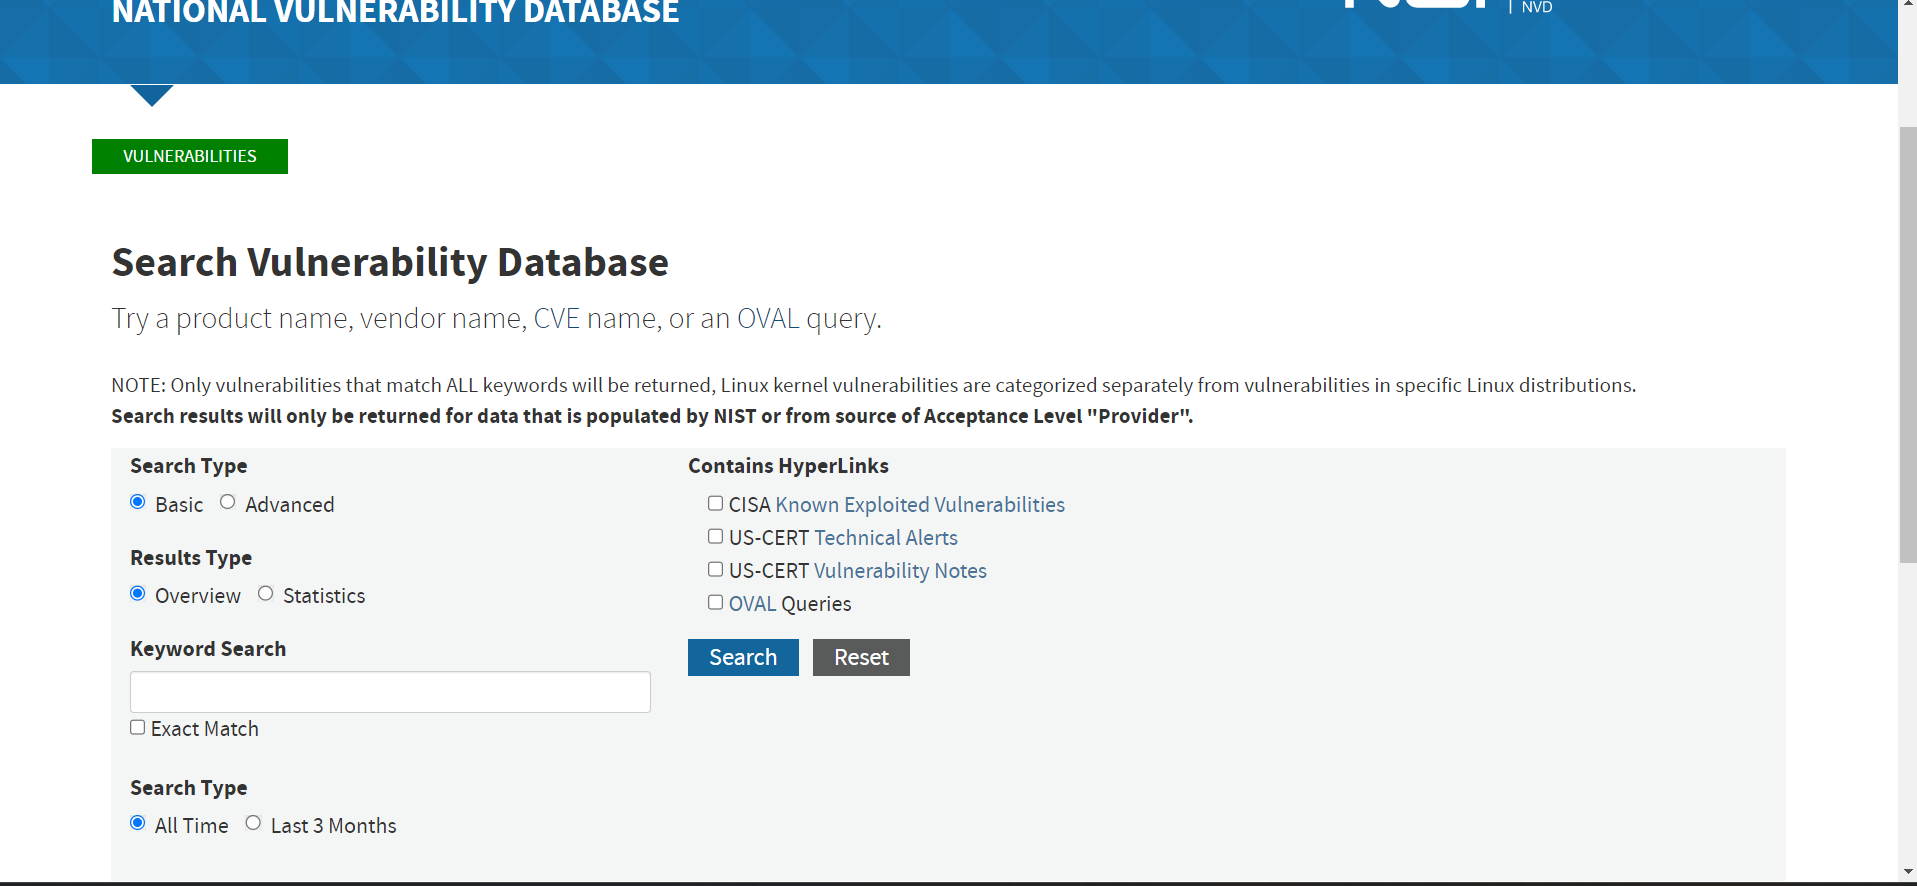 NATIONAL VULNERABILITY DATABASE
NVD
VULNERABILITIES
Search Vulnerability Database
Try a product name, vendor name, CVE name, or an OVAL query.
NOTE: Only vulnerabilities that match ALL keywords will be returned, Linux kernel vulnerabilities are categorized separately from vulnerabilities in specific Linux distributions.
Search results will only be returned for data that is populated by NIST or from source of Acceptance Level "Provider".
Search Type
Basic Advanced
Results Type
Overview Statistics
Keyword Search
Exact Match
Search Type
All Time Last 3 Months
Contains HyperLinks
CISA Known Exploited Vulnerabilities
US-CERT Technical Alerts
US-CERT Vulnerability Notes
OVAL Queries
Search Reset